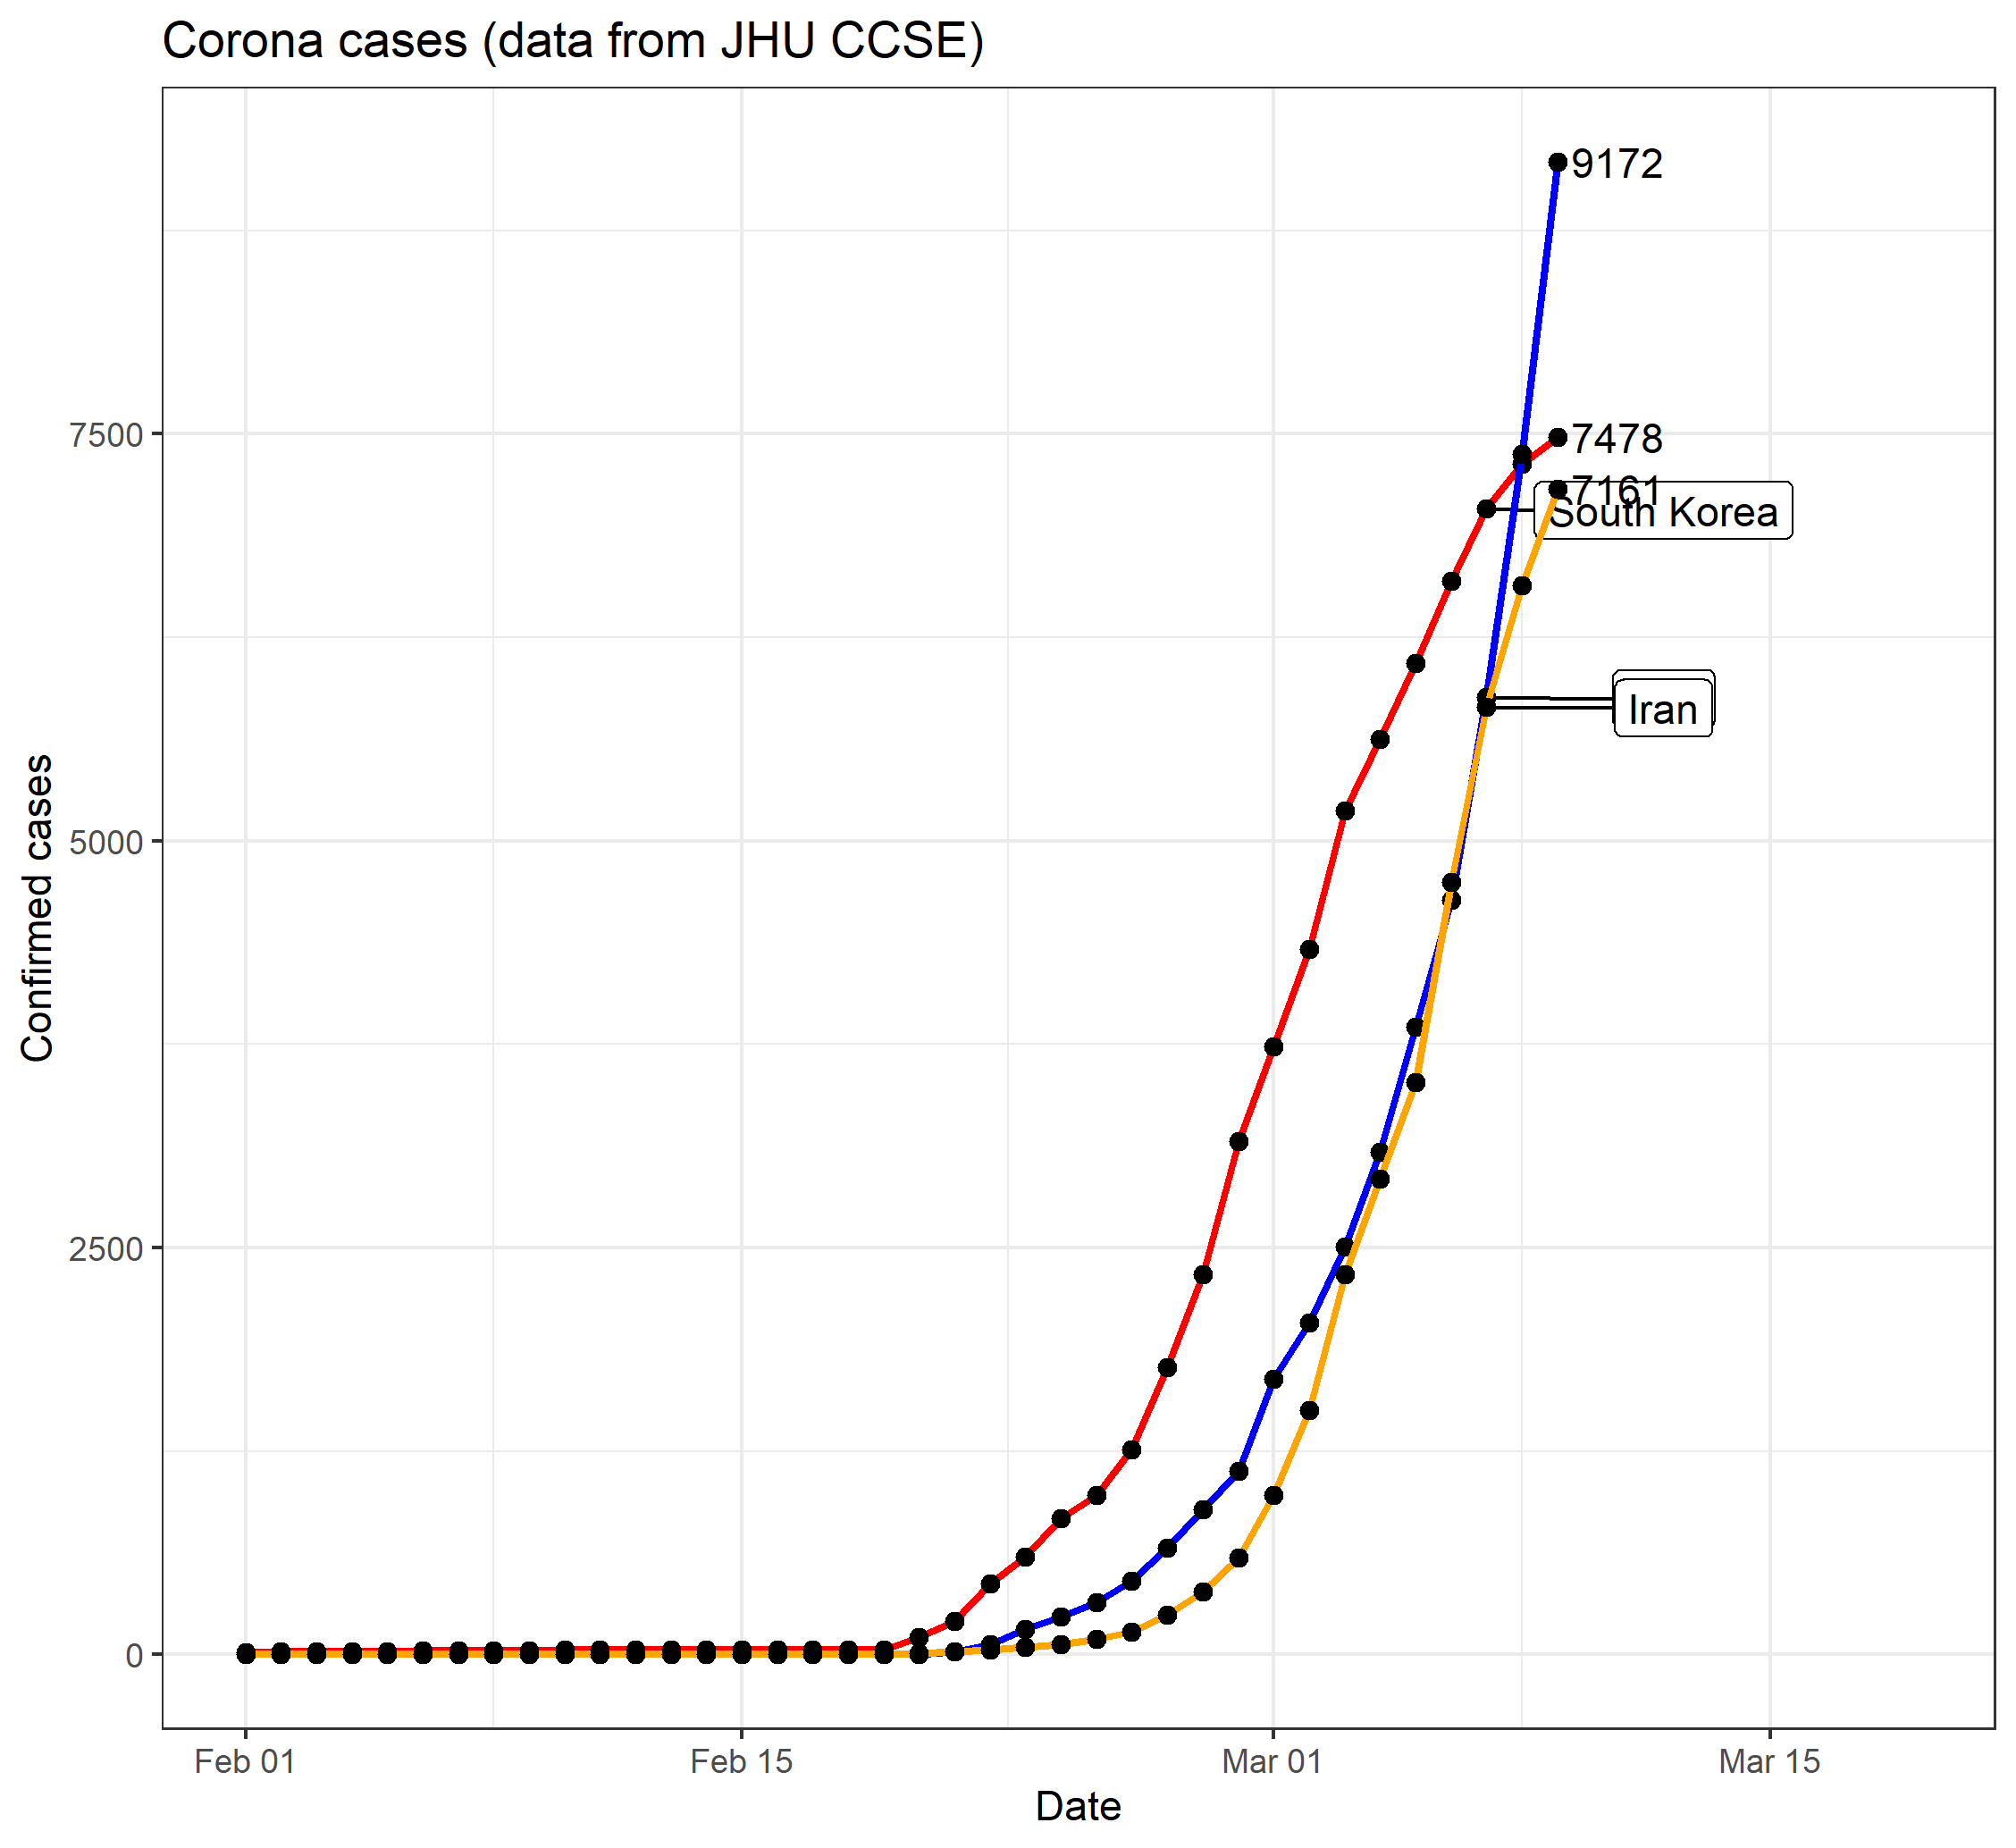 Corona cases (data from JHU CCSE)
9172
7478
7161
South Korea
Iran
7500
5000
2500
0
Confirmed cases
Feb 01
Feb 15
Mar 01
Mar 15
Date